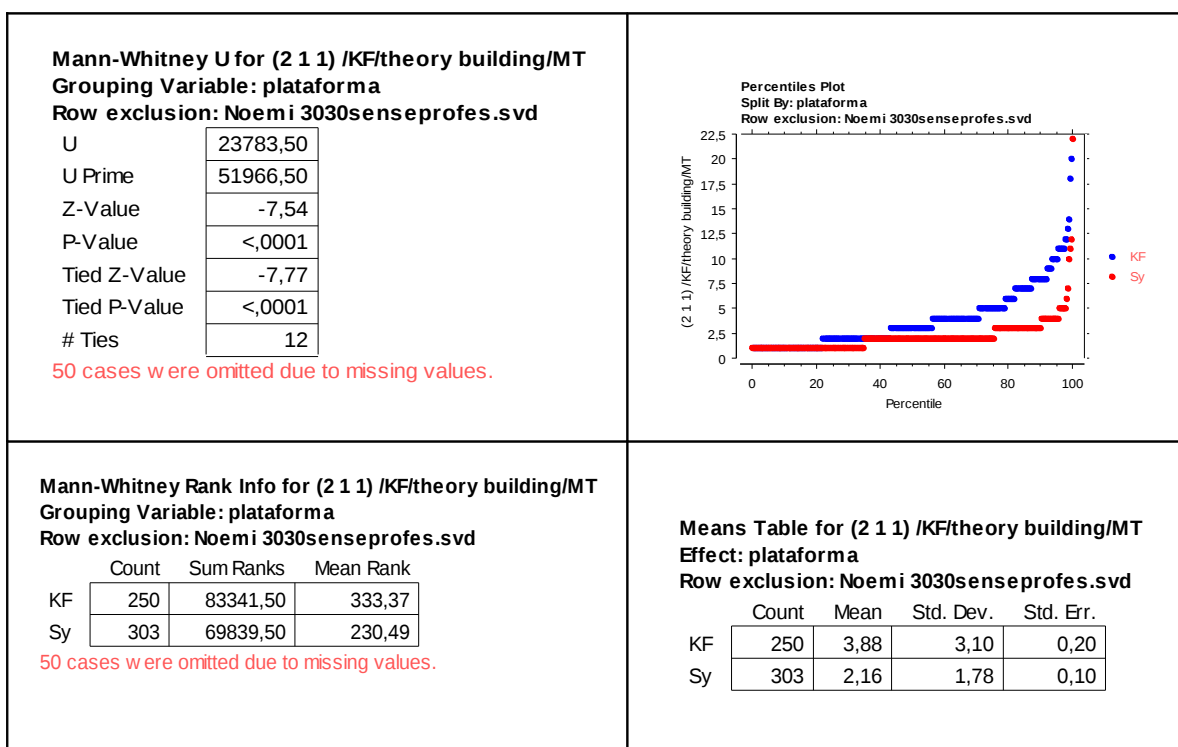 Mann-Whitney U for (2 1 1) /KF/theory building/MT
Grouping Variable: plataforma
Row exclusion: Noemi 3030senseprofes.svd
U 23783,50
U Prime 51966,50
Z-Value -7,54
P-Value <,0001
Tied Z-Value -7,77
Tied P-Value <,0001
# Ties 12
50 cases were omitted due to missing values.
Percentiles Plot
Split By: plataforma
Row exclusion: Noemi 3030senseprofes.svd
(2 1 1) /KF/theory building/MT
22,5
20
17,5
15
12,5
10
7,5
5
2,5
0
0 20 40 60 80 100
Percentile
KF
Sy
Mann-Whitney Rank Info for (2 1 1) /KF/theory building/MT
Grouping Variable: plataforma
Row exclusion: Noemi 3030senseprofes.svd
Count Sum Ranks Mean Rank
KF 250 83341,50 333,37
Sy 303 69839,50 230,49
50 cases were omitted due to missing values.
Means Table for (2 1 1) /KF/theory building/MT
Effect: plataforma
Row exclusion: Noemi 3030senseprofes.svd
Count Mean Std. Dev. Std. Err.
KF 250 3,88 3,10 0,20
Sy 303 2,16 1,78 0,10